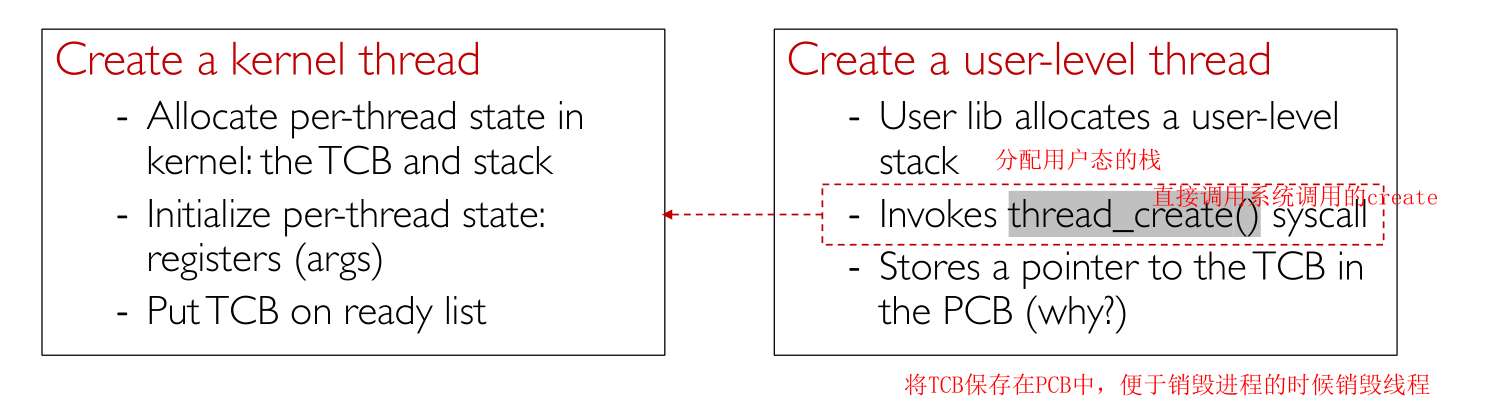 Create a kernel thread
- Allocate per-thread state in
kernel: the TCB and stack
- Initialize per-thread state:
registers (args)
- Put TCB on ready list
Create a user-level thread
- User lib allocates a user-level
stack
分配用户态的栈
直接调用系统调用的create
- Invokes thread_create() syscall
- Stores a pointer to the TCB in
the PCB (why?)
将TCB保存在PCB中，便于销毁进程的时候销毁线程